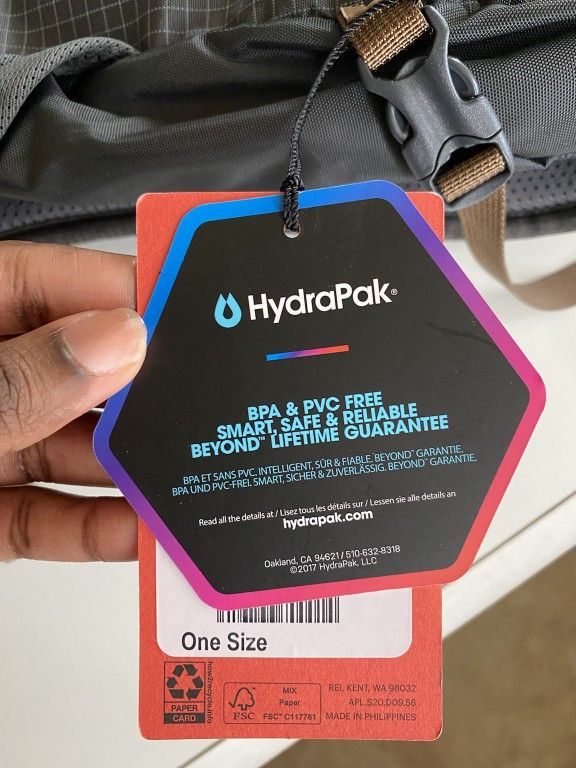 HydraPak®
BPA & PVC FREE
SMART, SAFE & RELIABLE
BEYOND™ LIFETIME GUARANTEE
BPA ET SANS PVC. INTELLIGENT, SÛR & FIABLE. BEYOND™ GARANTIE.
BPA UND PVC-FREI. SMART, SICHER & ZUVERLÄSSIG. BEYOND™ GARANTIE.
Read all the details at / Lisez tous les détails sur / Lessen sie alle details an
hydrapak.com
Oakland, CA 94621 / 510-632-8318
©2017 HydraPak, LLC
One Size
how2recycle.info
PAPER
CARD
FSC
MIX
Paper
FSC™ C117761
REI, KENT, WA 98032
APL.S20.D09.56
MADE IN PHILIPPINES